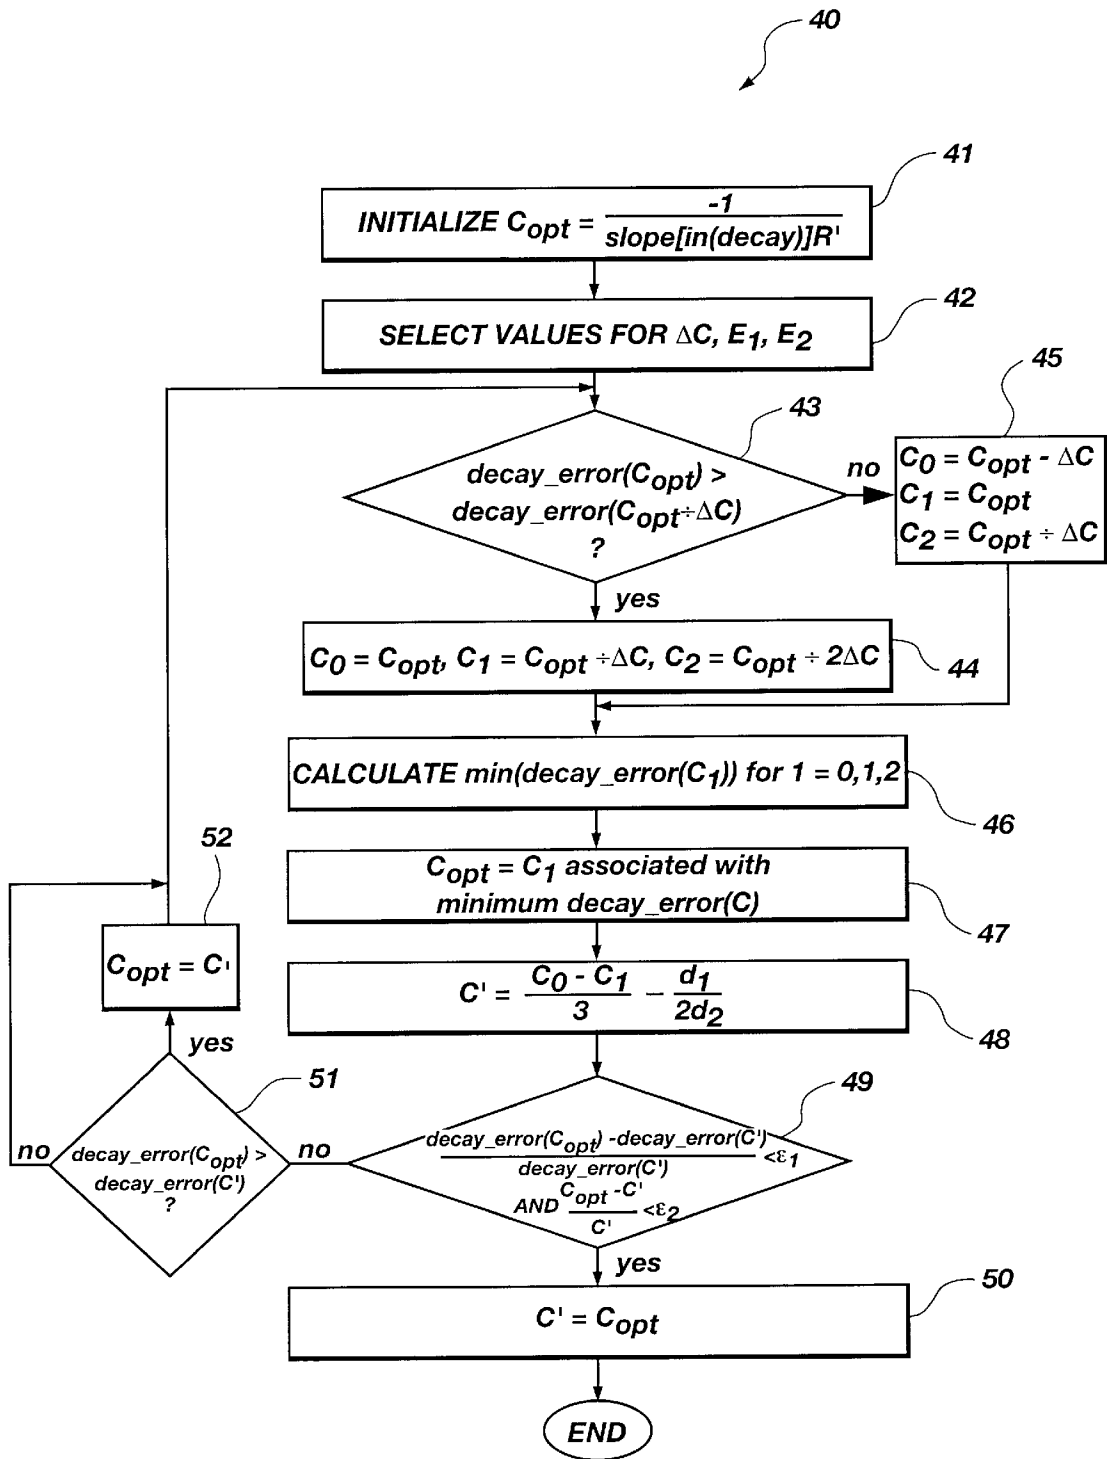 40
41
INITIALIZE Copt = -1 / slope[in(decay)]R'
42
SELECT VALUES FOR ΔC, E1, E2
43
decay_error(Copt) >
decay_error(Copt÷ΔC)
?
no
45
C0 = Copt - ΔC
C1 = Copt
C2 = Copt ÷ ΔC
yes
44
C0 = Copt, C1 = Copt ÷ΔC, C2 = Copt ÷ 2ΔC
46
CALCULATE min(decay_error(C1)) for 1 = 0,1,2
47
Copt = C1 associated with
minimum decay_error(C)
48
C' = C0 - C1 / 3 − d1 / 2d2
49
decay_error(Copt) -decay_error(C') / decay_error(C') <ε1
AND Copt -C' / C' <ε2
no
51
decay_error(Copt) >
decay_error(C')
?
no
yes
52
Copt = C'
yes
50
C' = Copt
END